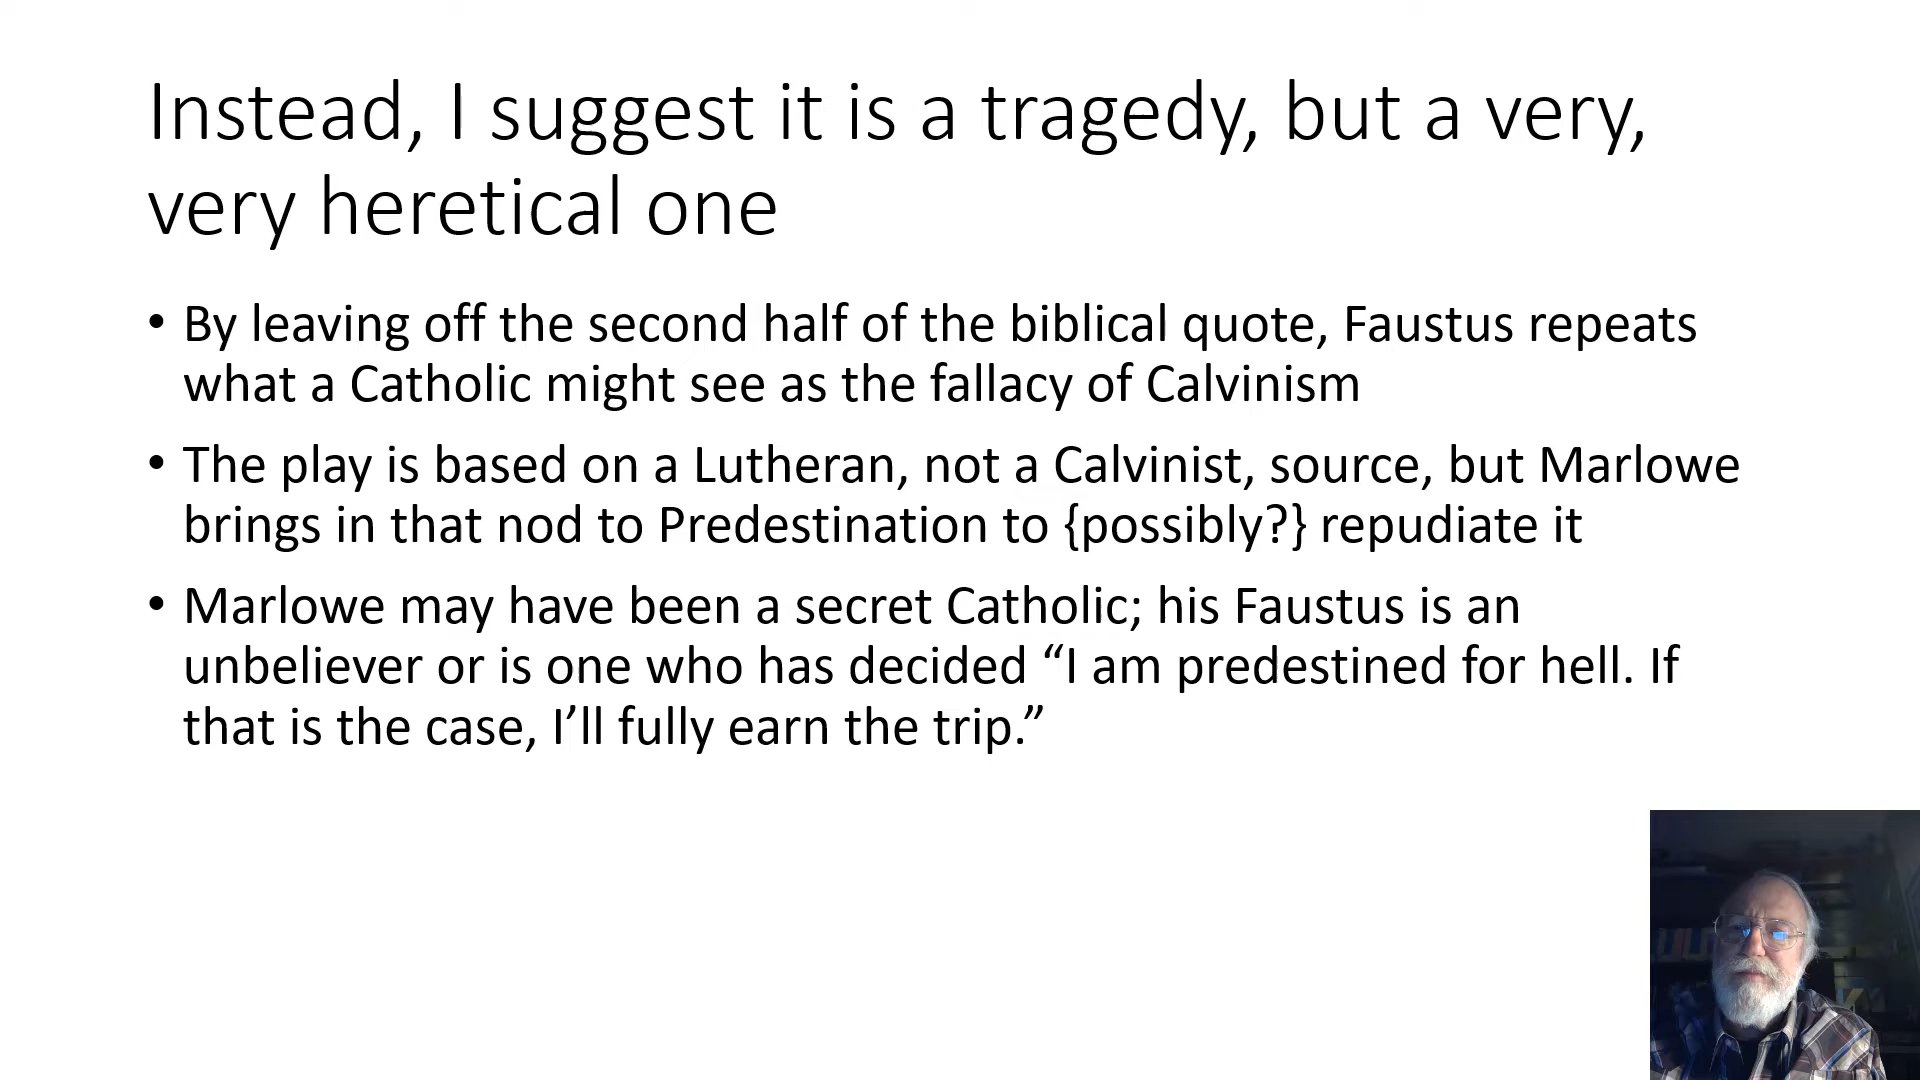 Instead, I suggest it is a tragedy, but a very,
very heretical one
• By leaving off the second half of the biblical quote, Faustus repeats
what a Catholic might see as the fallacy of Calvinism
• The play is based on a Lutheran, not a Calvinist, source, but Marlowe
brings in that nod to Predestination to {possibly?} repudiate it
• Marlowe may have been a secret Catholic; his Faustus is an
unbeliever or is one who has decided “I am predestined for hell. If
that is the case, I’ll fully earn the trip.”